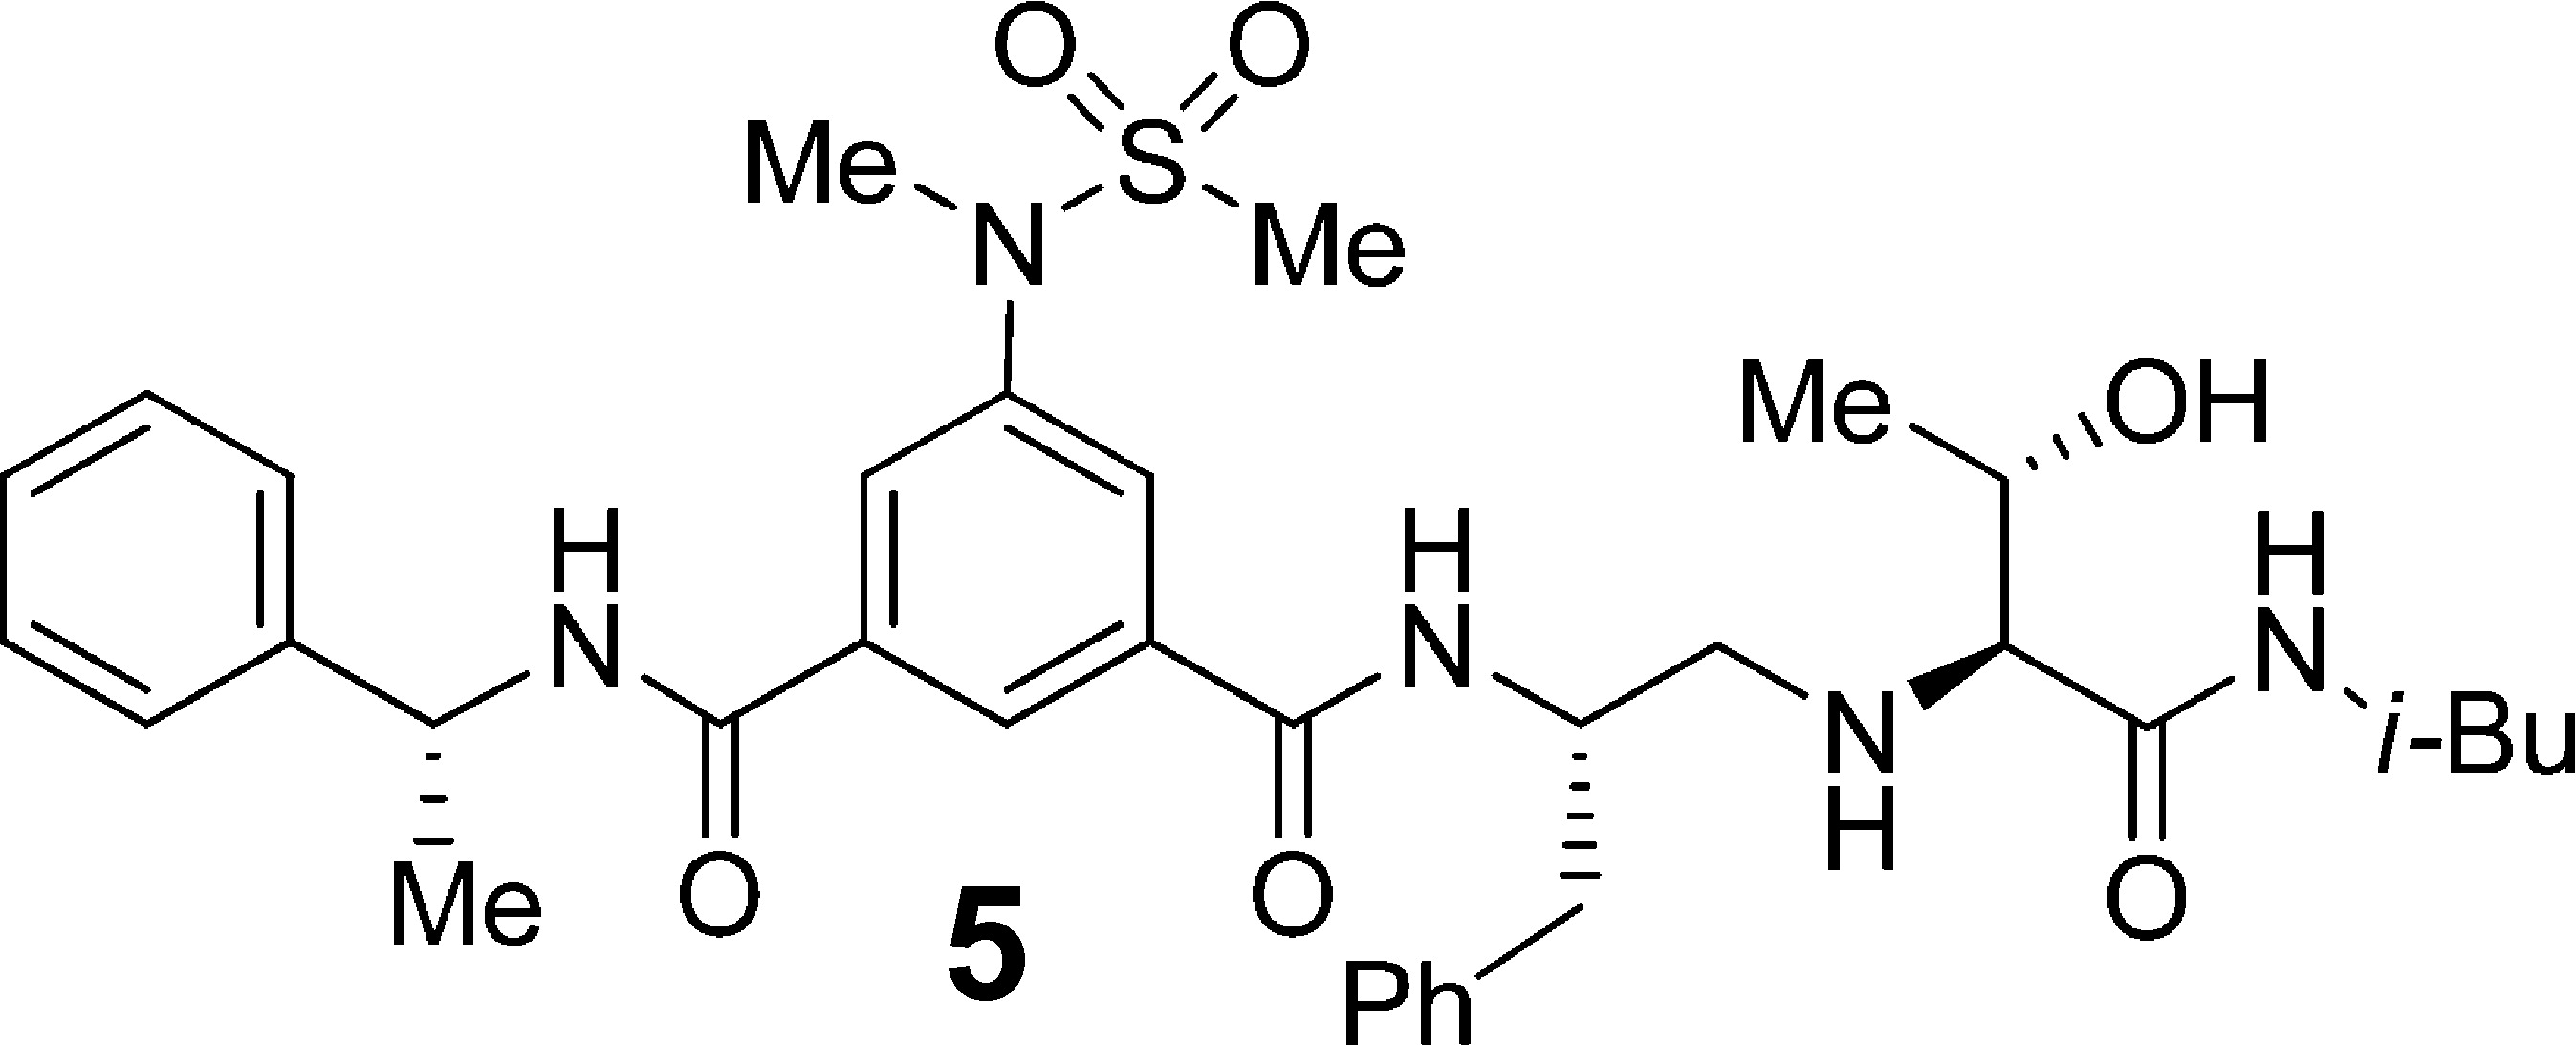 O O
Me S
N Me
Me OH
H H H
N N N
N i-Bu
H
Me O O O
5
Ph